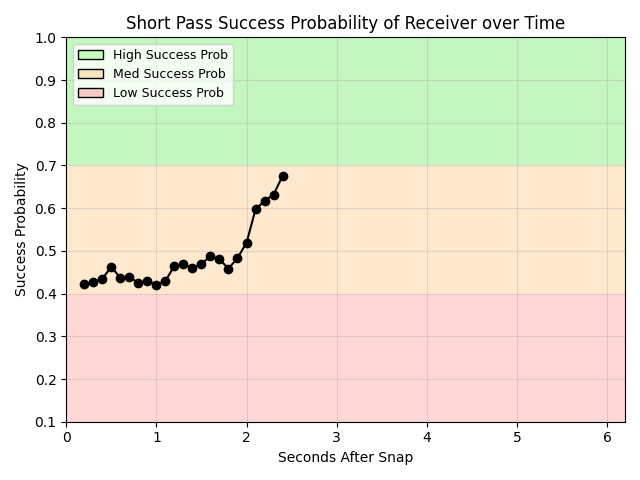 Short Pass Success Probability of Receiver over Time
1.0
High Success Prob
Med Success Prob
Low Success Prob
0.9
0.8
0.7
0.6
0.5
0.4
0.3
0.2
0.1
Success Probability
0 1 2 3 4 5 6
Seconds After Snap